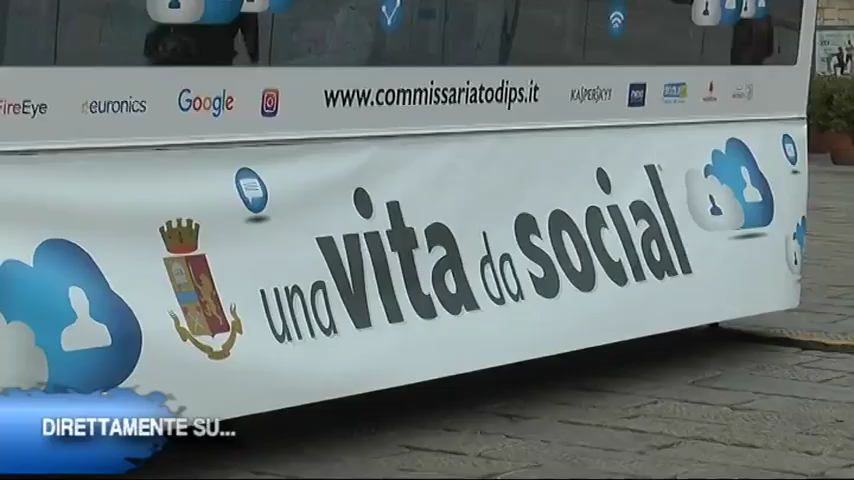 FireEye euronics Google www.commissariatodips.it KASPERSKY
una vita da social
DIRETTAMENTE SU...